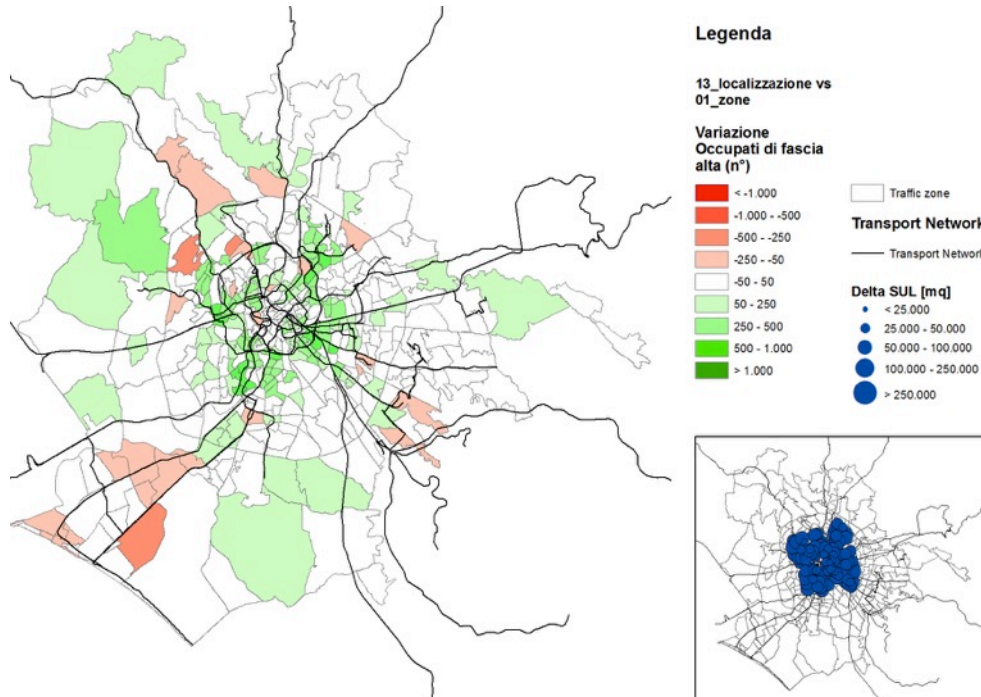 Legenda
13_localizzazione vs
01_zone
Variazione
Occupati di fascia
alta (n°)
< -1.000
-1.000 - -500
-500 - -250
-250 - -50
-50 - 50
50 - 250
250 - 500
500 - 1.000
> 1.000
Traffic zone
Transport Network
Transport Network
Delta SUL [mq]
< 25.000
25.000 - 50.000
50.000 - 100.000
100.000 - 250.000
> 250.000